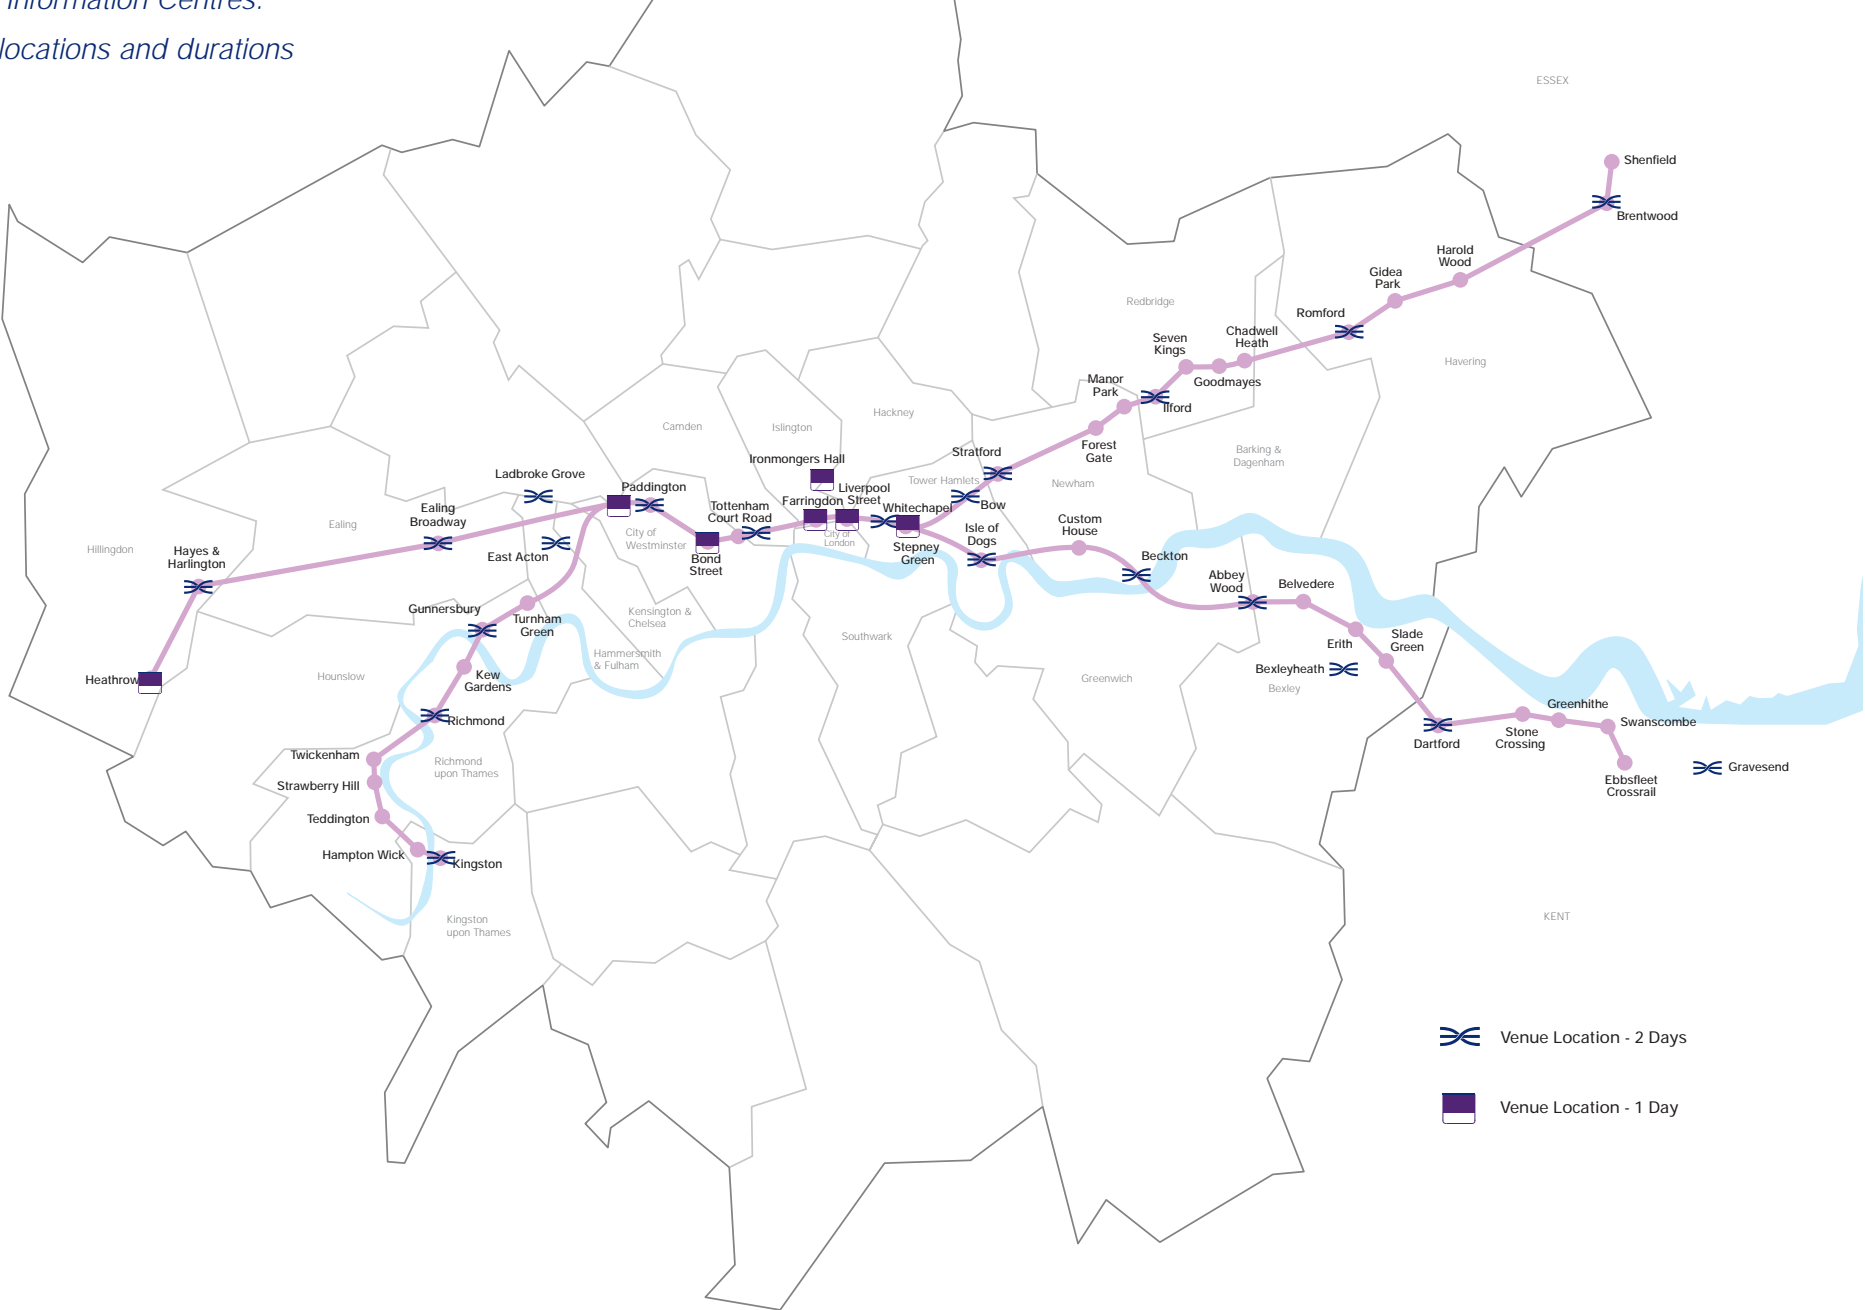 Information Centres:
locations and durations
ESSEX
Shenfield
Brentwood
Harold
Wood
Gidea
Park
Romford
Redbridge
Chadwell
Heath
Seven
Kings
Goodmayes
Havering
Manor
Park
Ilford
Forest
Gate
Barking &
Dagenham
Camden
Islington
Hackney
Ironmongers Hall
Stratford
Tower Hamlets
Newham
Bow
Ladbroke Grove
Paddington
Tottenham
Court Road
Farringdon
Liverpool
Street
Whitechapel
City of
London
City of
Westminster
Bond
Street
Stepney
Green
Isle of
Dogs
Custom
House
Beckton
Ealing
Broadway
Ealing
East Acton
Hillingdon
Hayes &
Harlington
Heathrow
Gunnersbury
Turnham
Green
Kensington &
Chelsea
Hammersmith
& Fulham
Southwark
Greenwich
Abbey
Wood
Belvedere
Erith
Slade
Green
Bexleyheath
Bexley
Hounslow
Kew
Gardens
Richmond
Twickenham
Strawberry Hill
Richmond
upon Thames
Teddington
Hampton Wick
Kingston
Kingston
upon Thames
Dartford
Stone
Crossing
Greenhithe
Swanscombe
Ebbsfleet
Crossrail
Gravesend
KENT
Venue Location - 2 Days
Venue Location - 1 Day